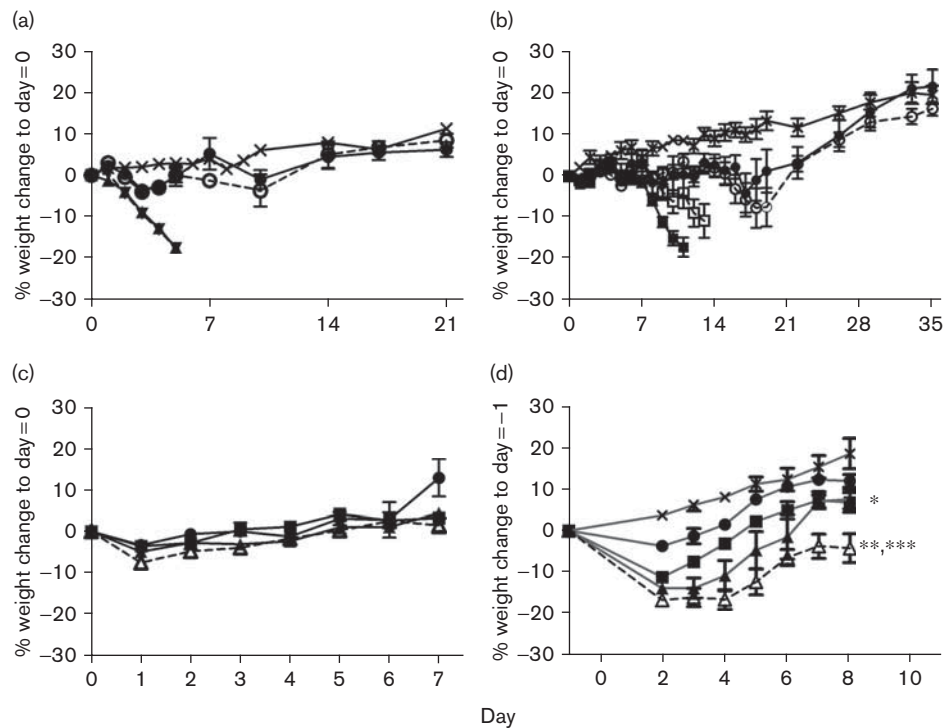 (a)
% weight change to day=0
30
20
10
0
−10
−20
−30
0 7 14 21
(b)
% weight change to day=0
30
20
10
0
−10
−20
−30
0 7 14 21 28 35
(c)
% weight change to day=0
30
20
10
0
−10
−20
−30
0 1 2 3 4 5 6 7
(d)
% weight change to day=−1
30
20
10
0
−10
−20
−30
0 2 4 6 8 10
*
**,***
Day